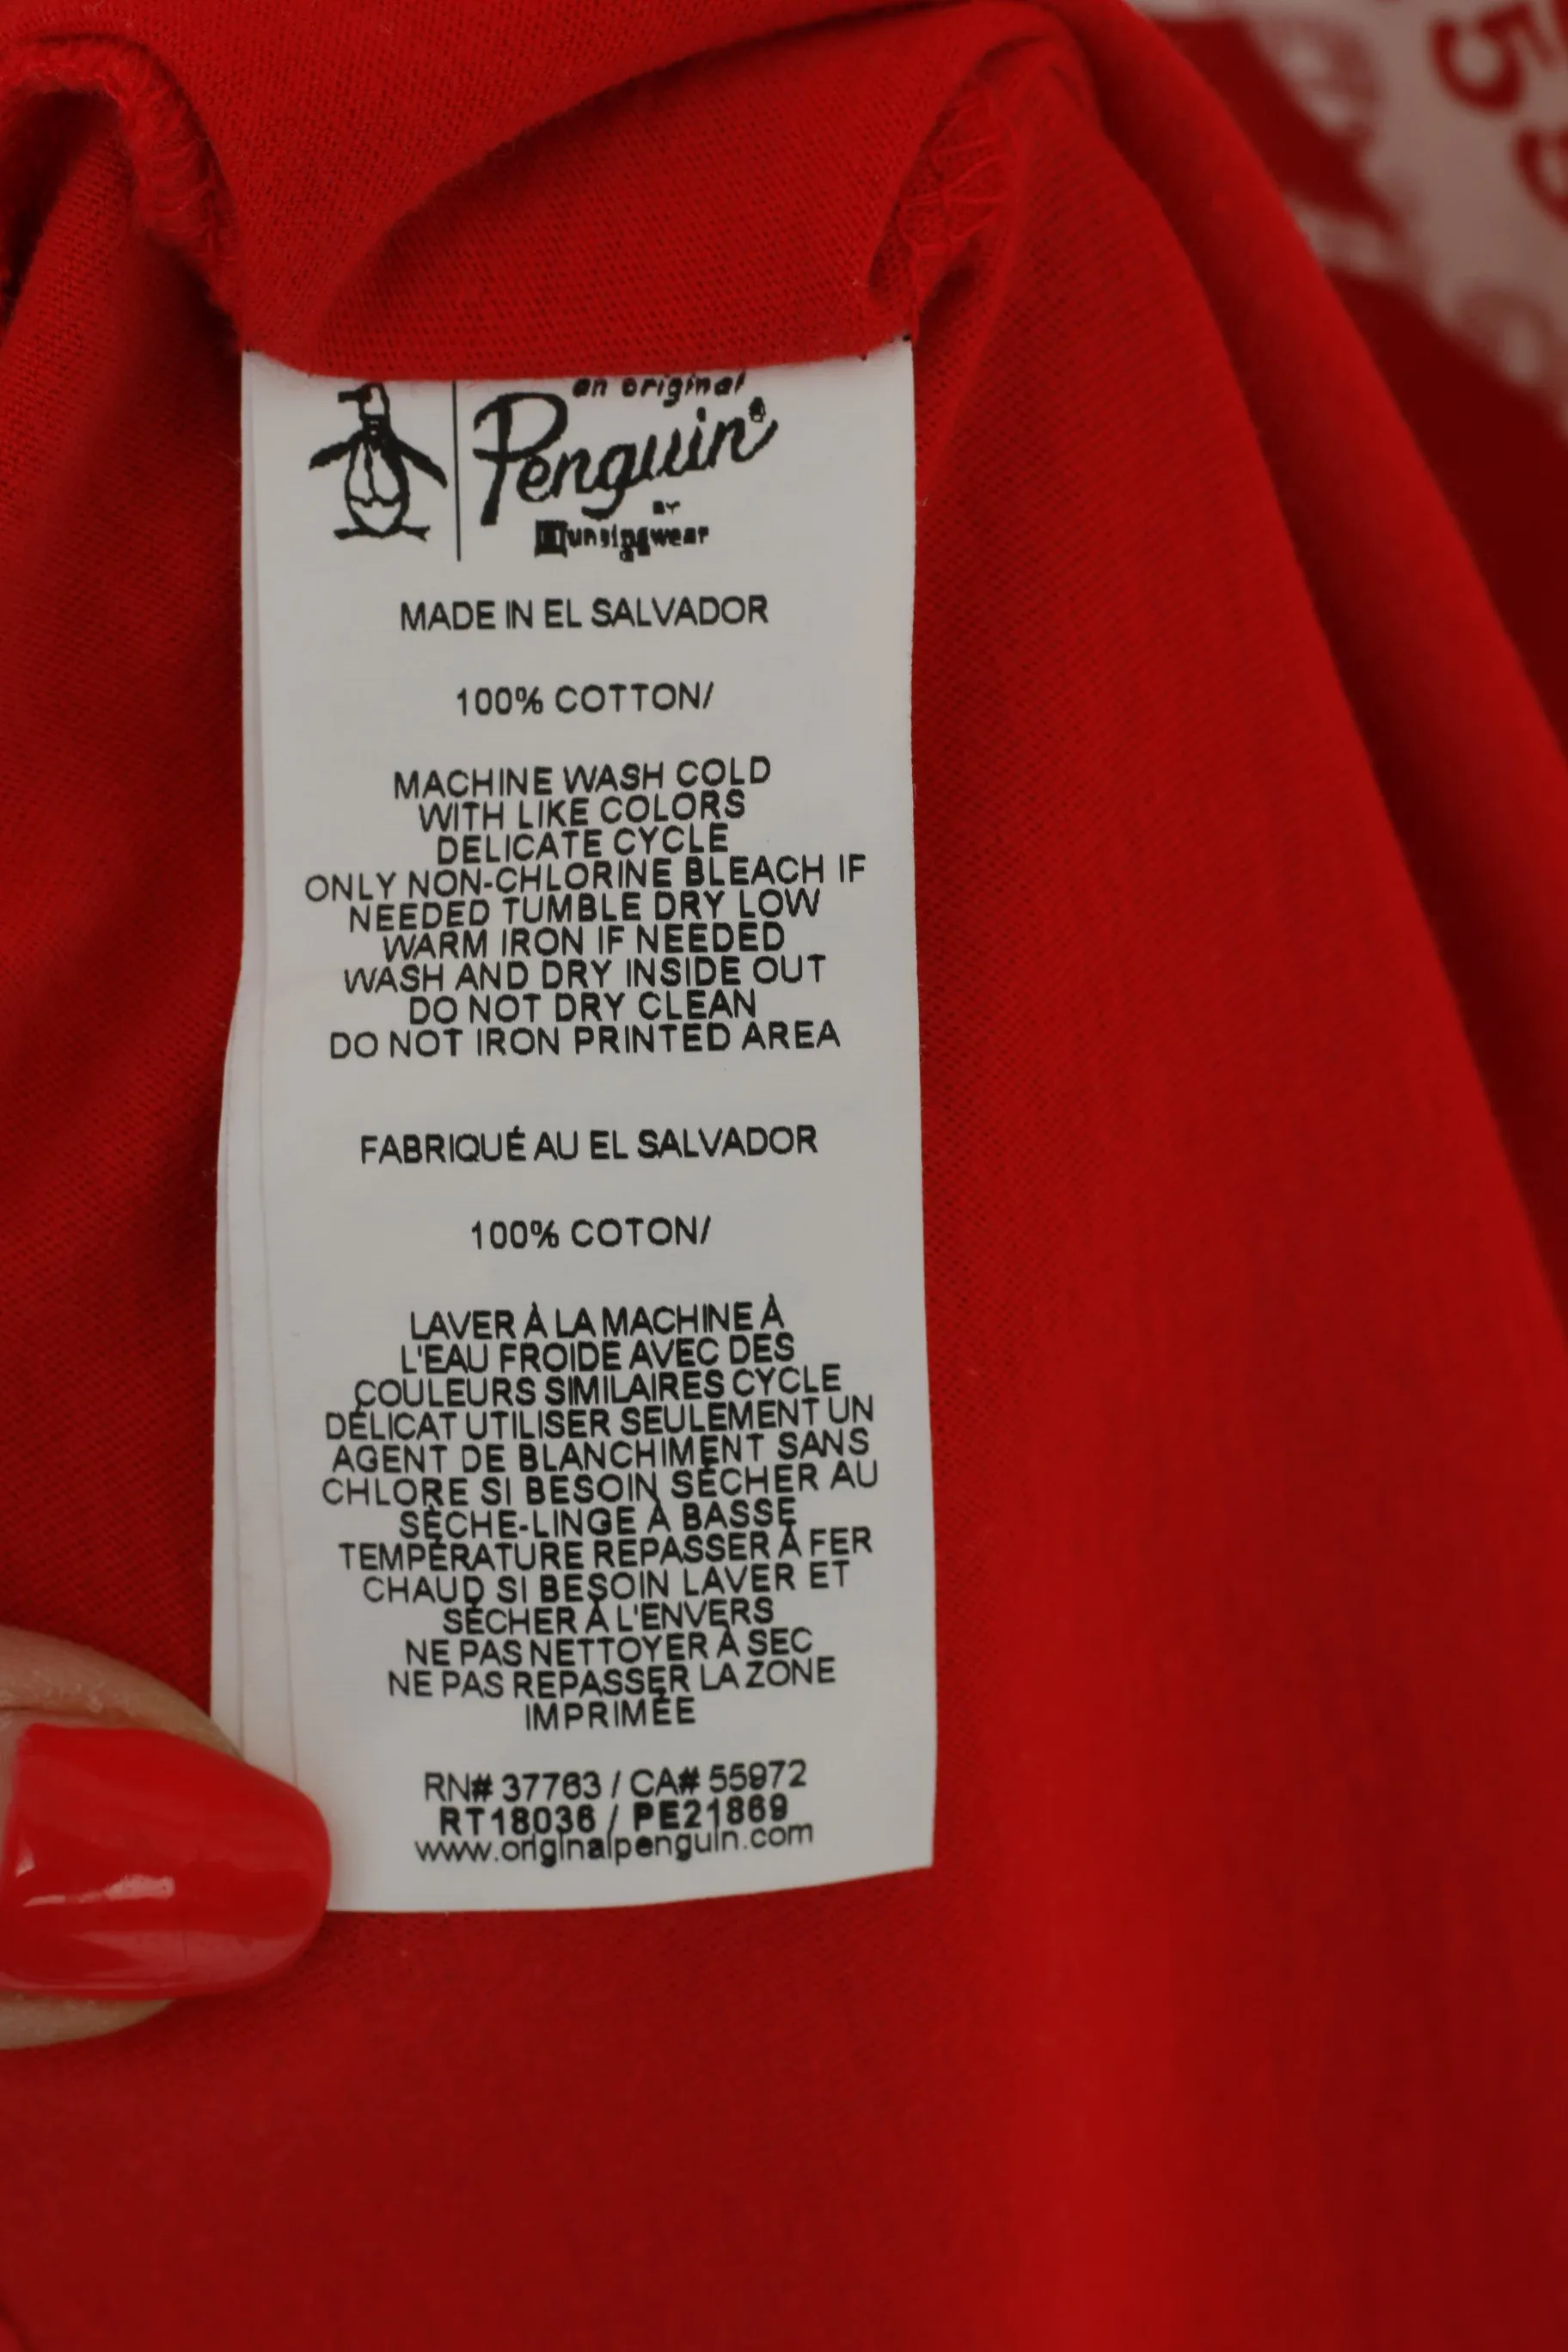 an original
Penguin®
BY
Munsingwear
MADE IN EL SALVADOR
100% COTTON/
MACHINE WASH COLD
WITH LIKE COLORS
DELICATE CYCLE
ONLY NON-CHLORINE BLEACH IF
NEEDED TUMBLE DRY LOW
WARM IRON IF NEEDED
WASH AND DRY INSIDE OUT
DO NOT DRY CLEAN
DO NOT IRON PRINTED AREA
FABRIQUÉ AU EL SALVADOR
100% COTON/
LAVER À LA MACHINE À
L'EAU FROIDE AVEC DES
COULEURS SIMILAIRES CYCLE
DÉLICAT UTILISER SEULEMENT UN
AGENT DE BLANCHIMENT SANS
CHLORE SI BESOIN SÉCHER AU
SÈCHE-LINGE À BASSE
TEMPÉRATURE REPASSER À FER
CHAUD SI BESOIN LAVER ET
SÉCHER À L'ENVERS
NE PAS NETTOYER À SEC
NE PAS REPASSER LA ZONE
IMPRIMÉE
RN# 37763 / CA# 55972
RT18036 / PE21869
www.originalpenguin.com